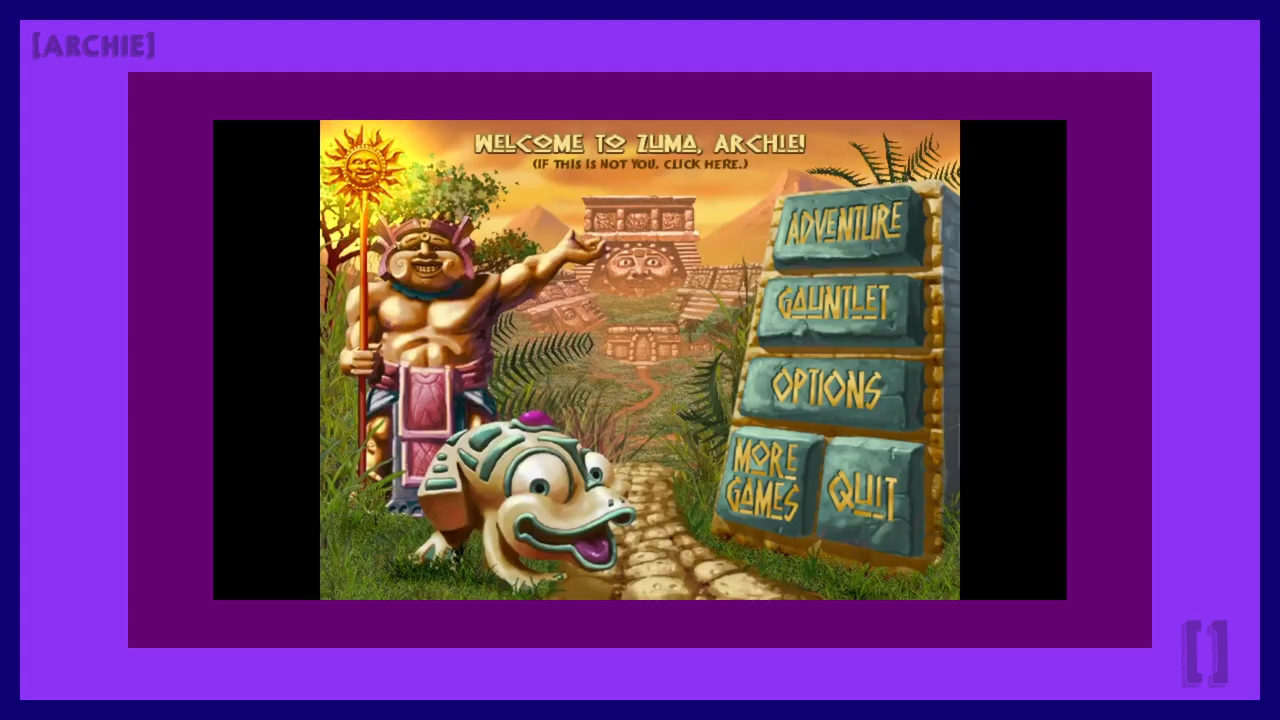 [ARCHIE]
WELCOME TO ZUMA, ARCHIE!
(IF THIS IS NOT YOU, CLICK HERE.)
ADVENTURE
GAUNTLET
OPTIONS
MORE
GAMES
QUIT
[ ]